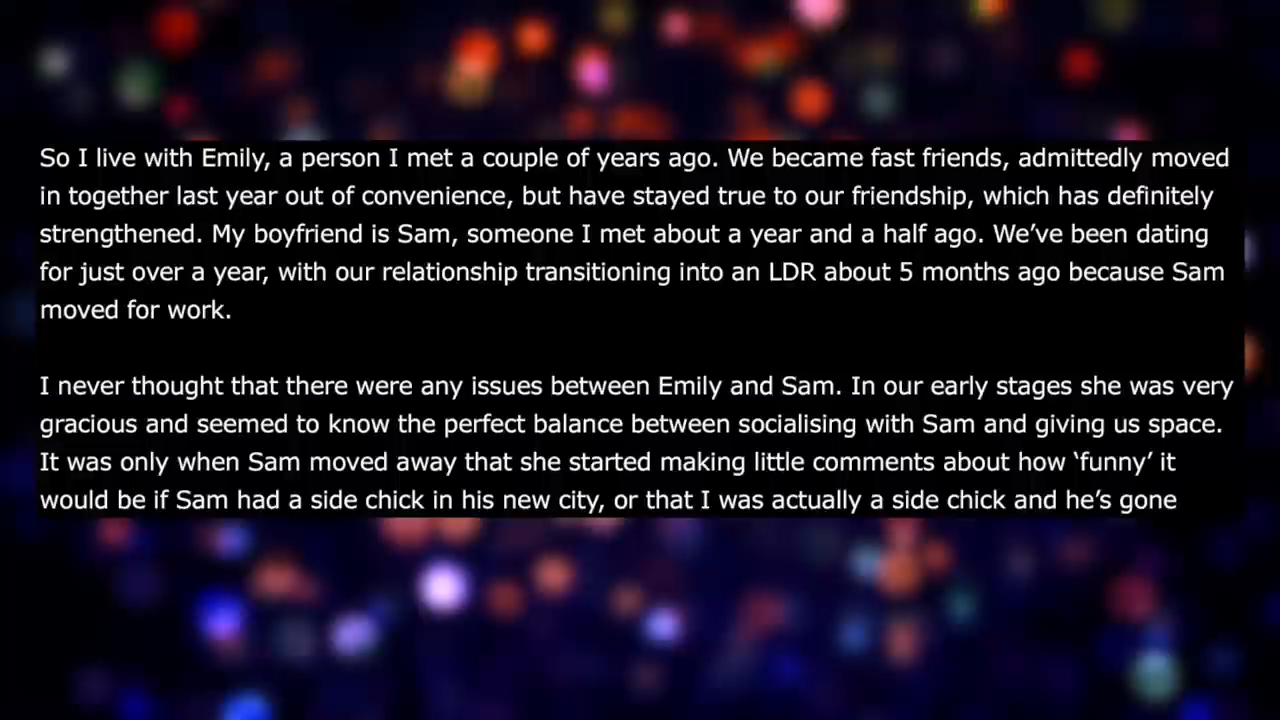 So I live with Emily, a person I met a couple of years ago. We became fast friends, admittedly moved
in together last year out of convenience, but have stayed true to our friendship, which has definitely
strengthened. My boyfriend is Sam, someone I met about a year and a half ago. We’ve been dating
for just over a year, with our relationship transitioning into an LDR about 5 months ago because Sam
moved for work.
I never thought that there were any issues between Emily and Sam. In our early stages she was very
gracious and seemed to know the perfect balance between socialising with Sam and giving us space.
It was only when Sam moved away that she started making little comments about how ‘funny’ it
would be if Sam had a side chick in his new city, or that I was actually a side chick and he’s gone